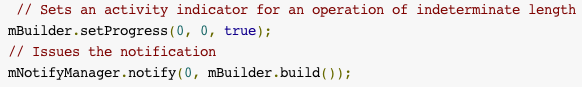 // Sets an activity indicator for an operation of indeterminate length
mBuilder.setProgress(0, 0, true);
// Issues the notification
mNotifyManager.notify(0, mBuilder.build());